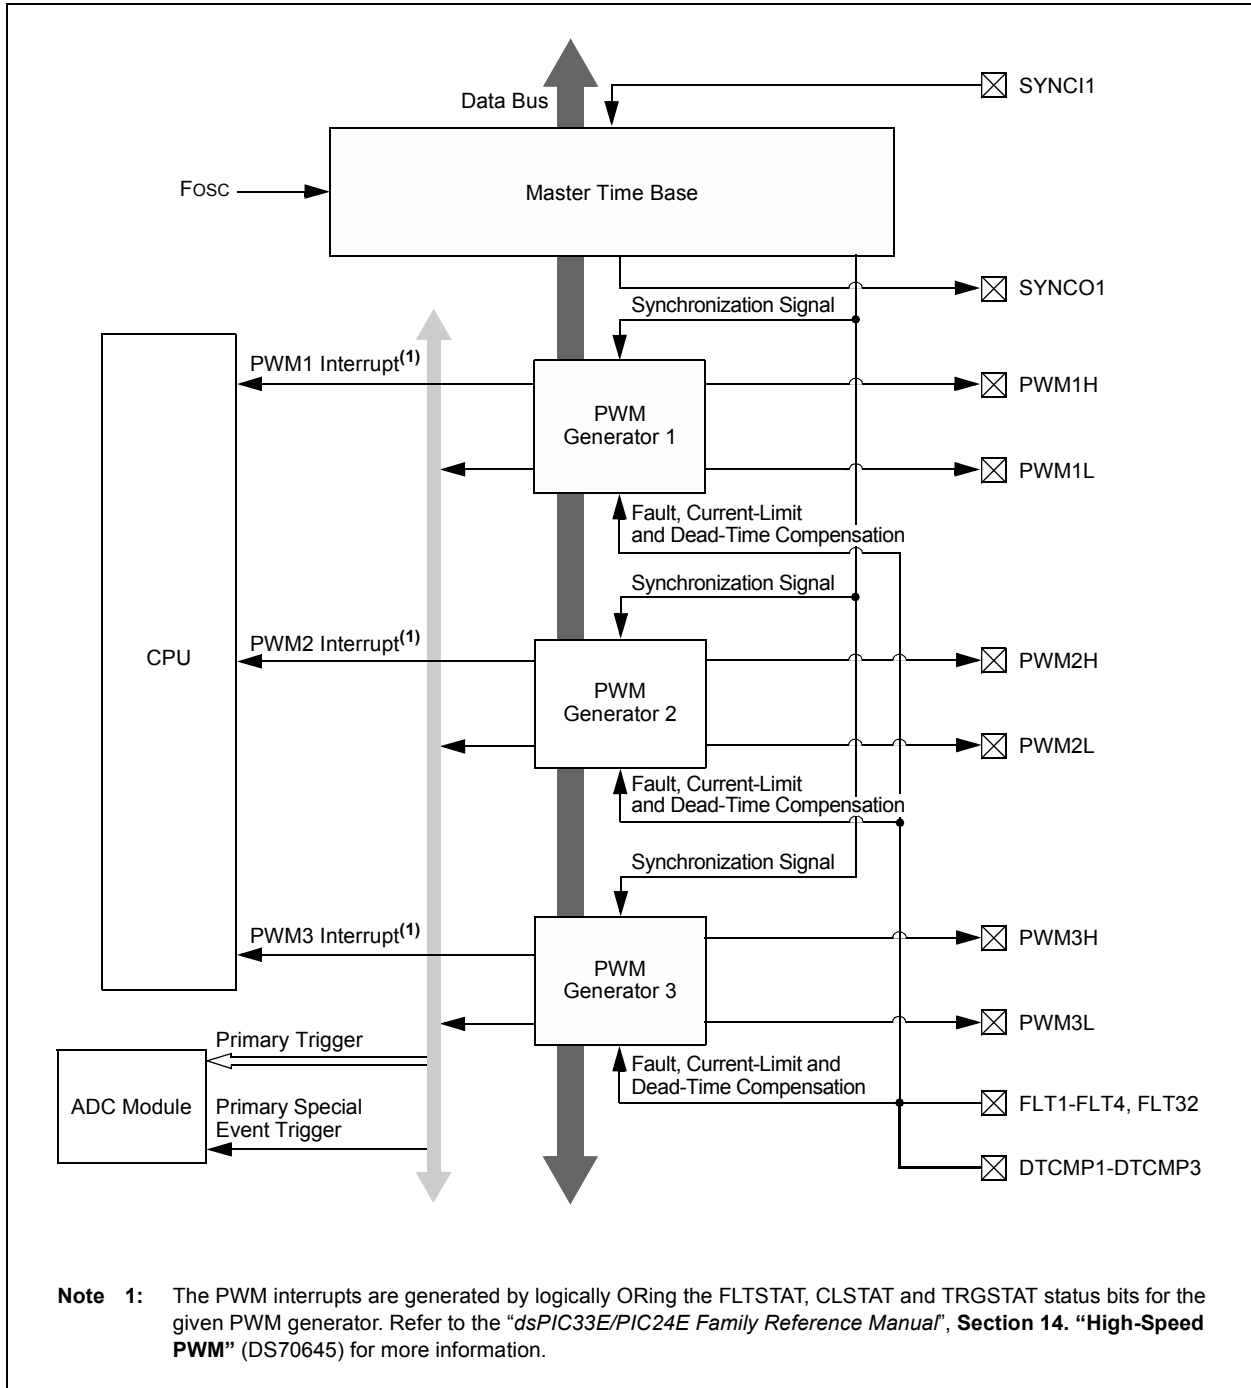 SYNCI1
Data Bus
FOSC
Master Time Base
SYNCO1
Synchronization Signal
PWM1 Interrupt(1)
PWM
Generator 1
PWM1H
PWM1L
Fault, Current-Limit
and Dead-Time Compensation
Synchronization Signal
CPU
PWM2 Interrupt(1)
PWM
Generator 2
PWM2H
PWM2L
Fault, Current-Limit
and Dead-Time Compensation
Synchronization Signal
PWM3 Interrupt(1)
PWM
Generator 3
PWM3H
PWM3L
Primary Trigger
Fault, Current-Limit and
Dead-Time Compensation
ADC Module
Primary Special
Event Trigger
FLT1-FLT4, FLT32
DTCMP1-DTCMP3
Note 1: The PWM interrupts are generated by logically ORing the FLTSTAT, CLSTAT and TRGSTAT status bits for the
given PWM generator. Refer to the “dsPIC33E/PIC24E Family Reference Manual”, Section 14. “High-Speed
PWM” (DS70645) for more information.